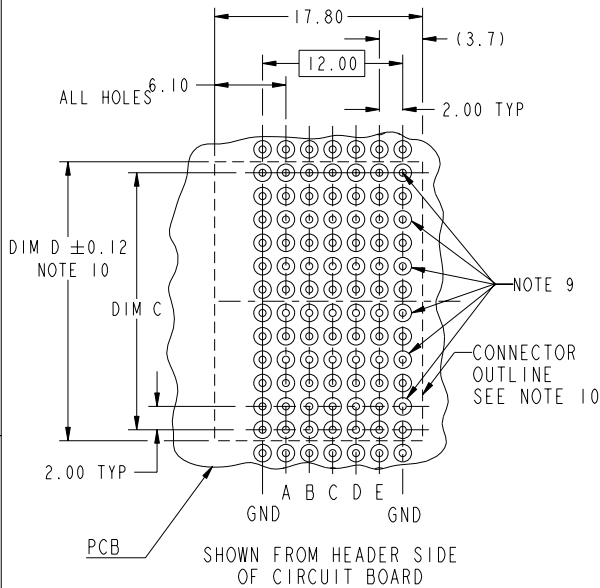 17.80
(3.7)
12.00
6.10
ALL HOLES
2.00 TYP
DIM D ±0.12
NOTE 10
DIM C
NOTE 9
CONNECTOR
OUTLINE
SEE NOTE 10
2.00 TYP
A B C D E
GND GND
PCB
SHOWN FROM HEADER SIDE
OF CIRCUIT BOARD